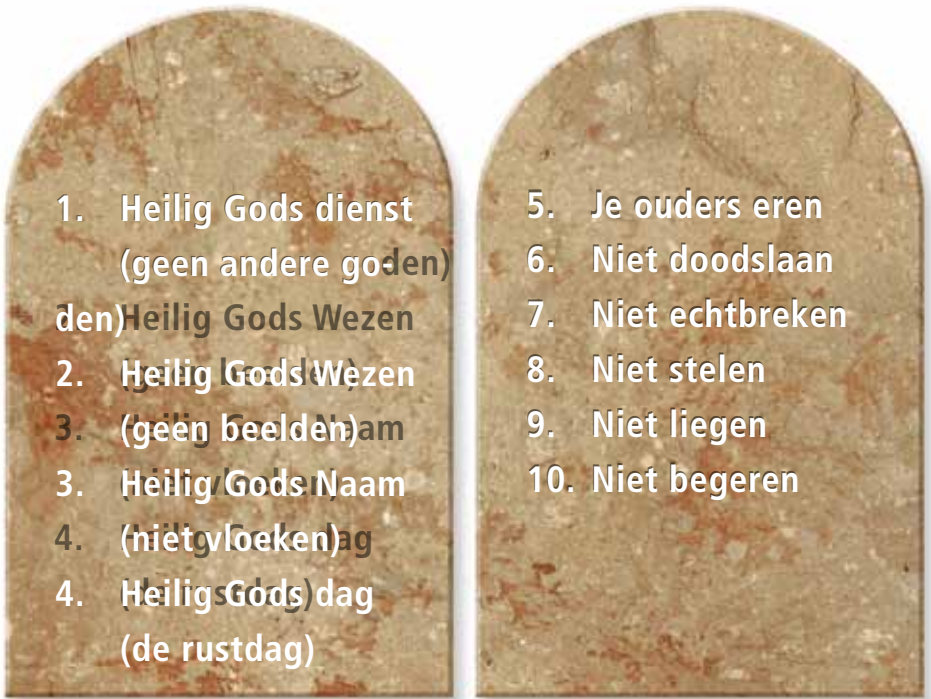 1. Heilig Gods dienst
(geen andere go-
den)
2. Heilig Gods Wezen
(geen beelden)
3. Heilig Gods Naam
(niet vloeken)
4. Heilig Gods dag
(de rustdag)
5. Je ouders eren
6. Niet doodslaan
7. Niet echtbreken
8. Niet stelen
9. Niet liegen
10. Niet begeren